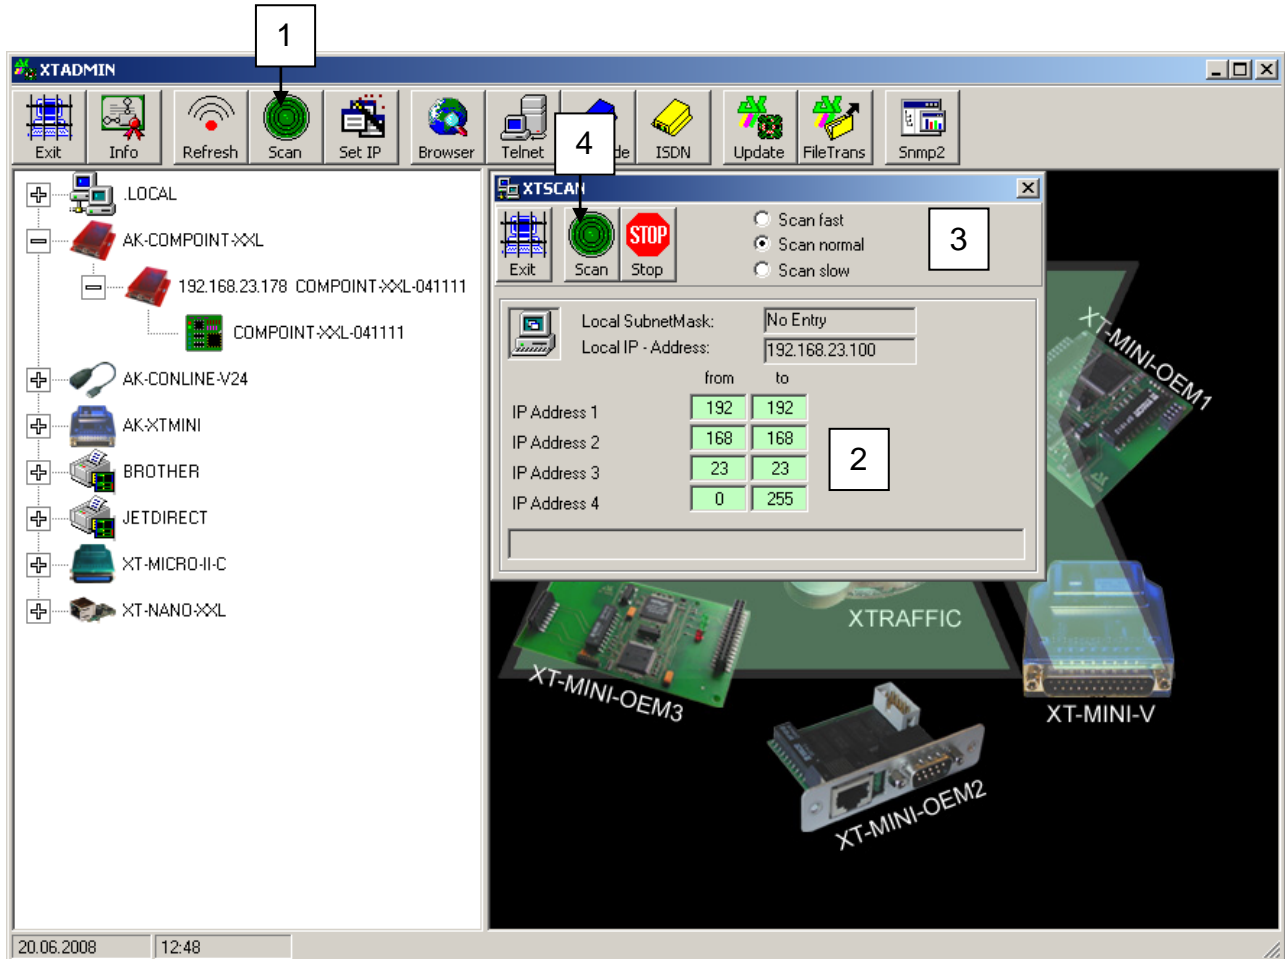 1
XTADMIN
Exit Info Refresh Scan Set IP Browser Telnet de ISDN Update FileTrans Snmp2
4
.LOCAL
AK-COMPOINT-XXL
192.168.23.178 COMPOINT-XXL-041111
COMPOINT-XXL-041111
AK-CONLINE-V24
AK-XTMINI
BROTHER
JETDIRECT
XT-MICRO-II-C
XT-NANO-XXL
XTSCAN
Exit Scan STOP Stop
Scan fast
Scan normal
Scan slow
3
Local SubnetMask: No Entry
Local IP - Address: 192.168.23.100
from to
IP Address 1 192 192
IP Address 2 168 168
IP Address 3 23 23
IP Address 4 0 255
2
XT-MINI-OEM1
XTRAFFIC
XT-MINI-OEM3
XT-MINI-V
XT-MINI-OEM2
20.06.2008 12:48